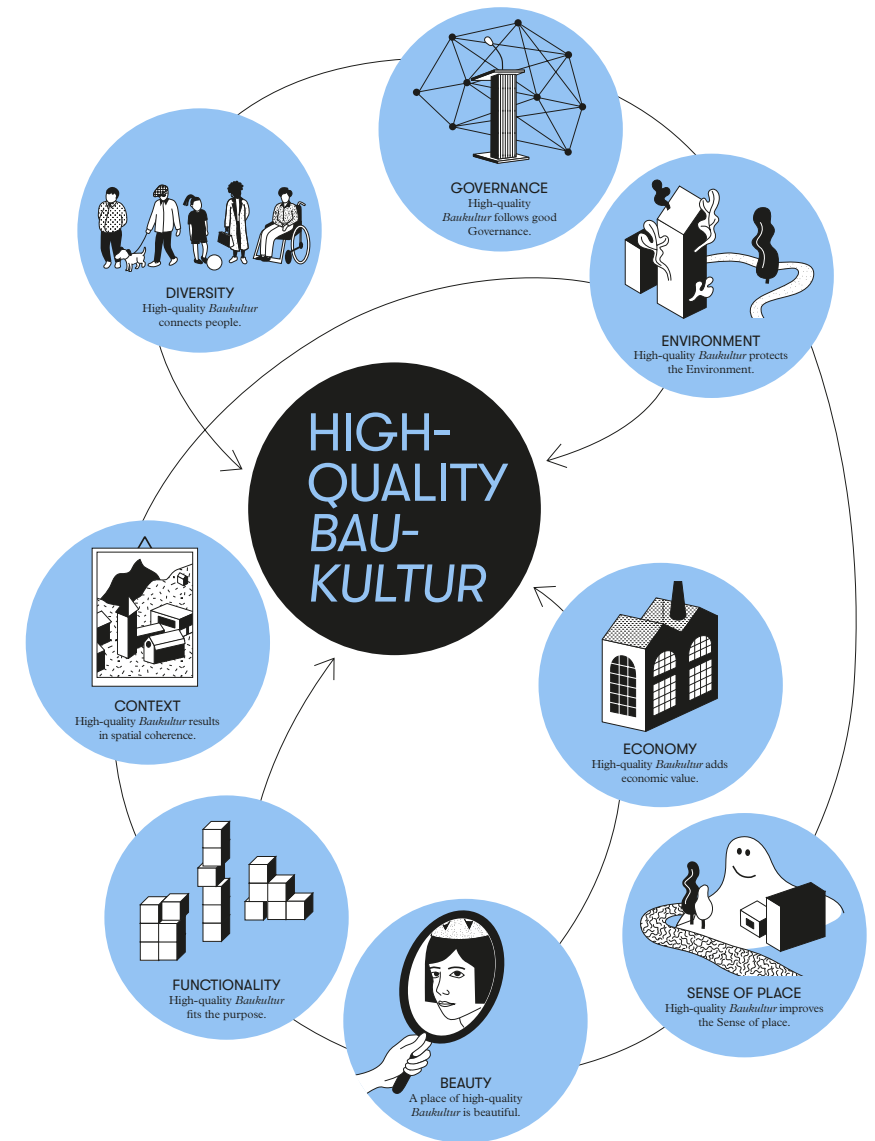 GOVERNANCE
High-quality
Baukultur follows good
Governance.
DIVERSITY
High-quality Baukultur
connects people.
ENVIRONMENT
High-quality Baukultur protects
the Environment.
HIGH-
QUALITY
BAU-
KULTUR
CONTEXT
High-quality Baukultur results
in spatial coherence.
ECONOMY
High-quality Baukultur adds
economic value.
FUNCTIONALITY
High-quality Baukultur
fits the purpose.
SENSE OF PLACE
High-quality Baukultur improves
the Sense of place.
BEAUTY
A place of high-quality
Baukultur is beautiful.